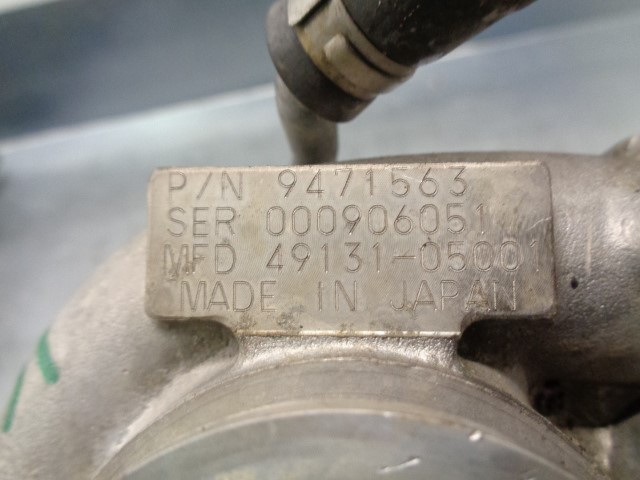 P/N 9471563
SER 000906051
MFD 49131-05001
MADE IN JAPAN